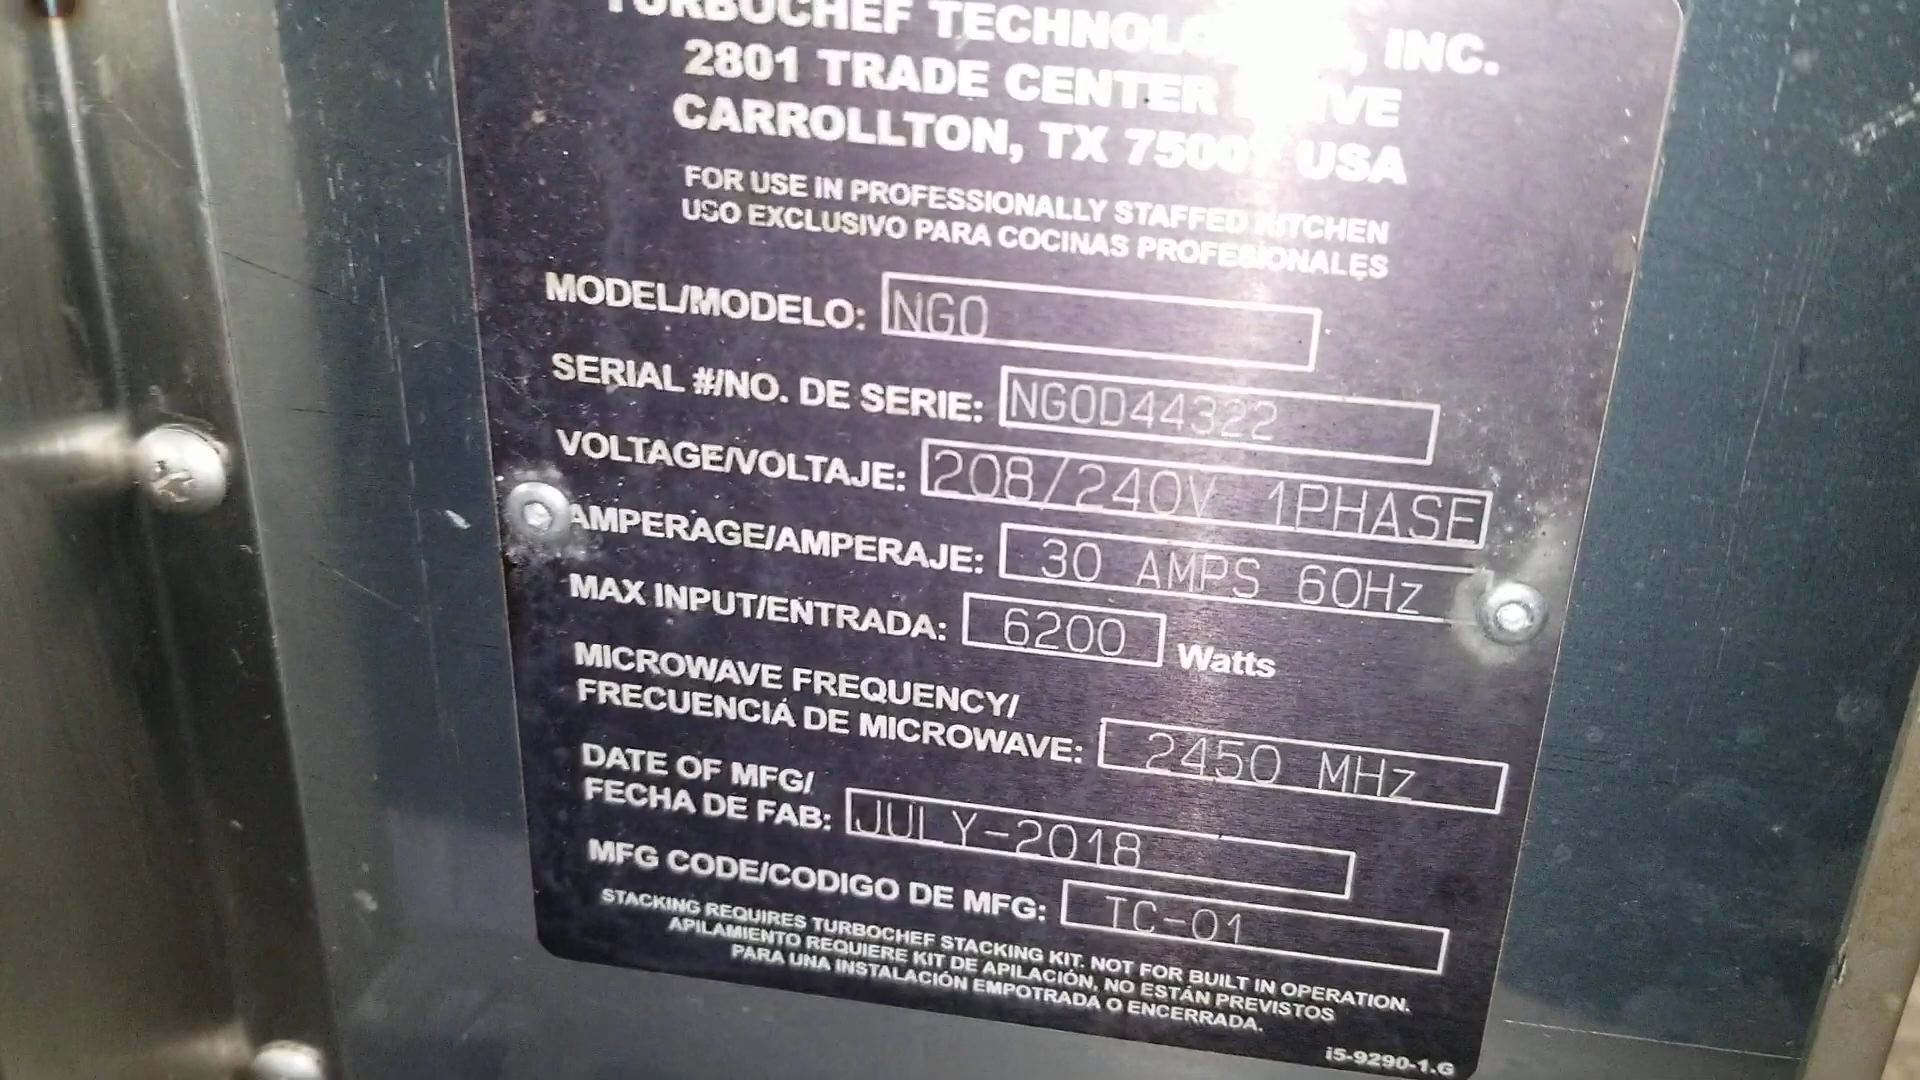 TURBOCHEF TECHNOLOGIES, INC.
2801 TRADE CENTER DRIVE
CARROLLTON, TX 75007 USA
FOR USE IN PROFESSIONALLY STAFFED KITCHEN
USO EXCLUSIVO PARA COCINAS PROFESIONALES
MODEL/MODELO: NGO
SERIAL #/NO. DE SERIE: NGOD44322
VOLTAGE/VOLTAJE: 208/240V 1PHASE
AMPERAGE/AMPERAJE: 30 AMPS 60Hz
MAX INPUT/ENTRADA: 6200 Watts
MICROWAVE FREQUENCY/
FRECUENCIÁ DE MICROWAVE: 2450 MHz
DATE OF MFG/
FECHA DE FAB: JULY-2018
MFG CODE/CODIGO DE MFG: TC-01
STACKING REQUIRES TURBOCHEF STACKING KIT. NOT FOR BUILT IN OPERATION.
APILAMIENTO REQUIERE KIT DE APILACIÓN, NO ESTÁN PREVISTOS
PARA UNA INSTALACIÓN EMPOTRADA O ENCERRADA.
i5-9290-1.G